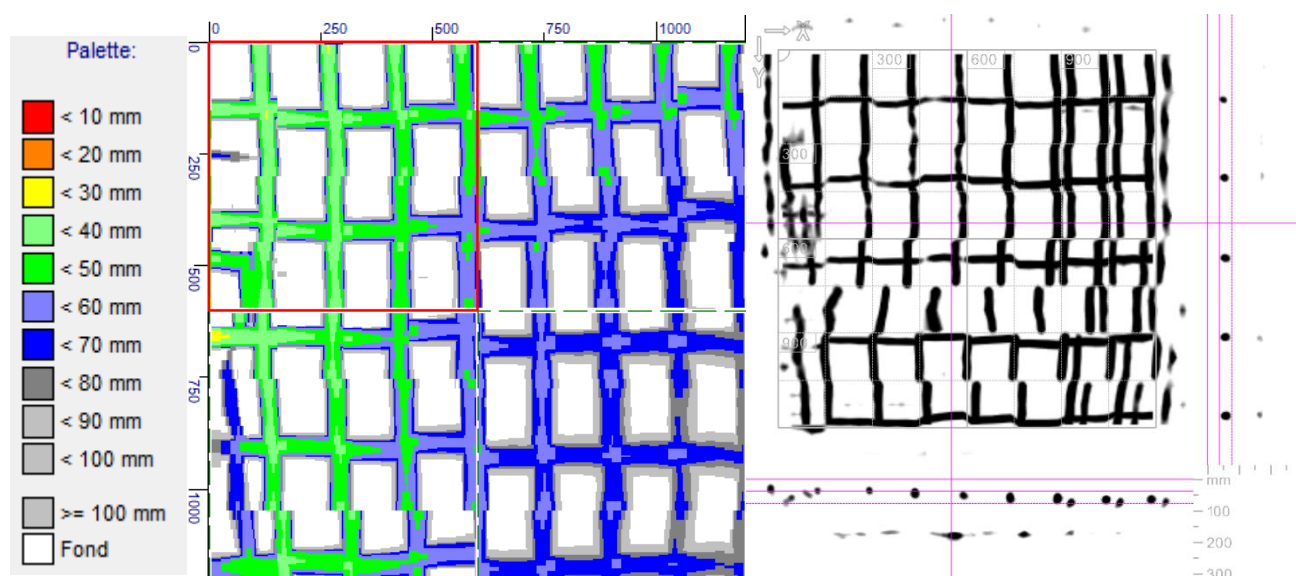 Palette:
< 10 mm
< 20 mm
< 30 mm
< 40 mm
< 50 mm
< 60 mm
< 70 mm
< 80 mm
< 90 mm
< 100 mm
>= 100 mm
Fond
0 250 500 750 1000
0
250
500
750
1000
X
Y
300 600 900
300
600
900
mm
100
200
300